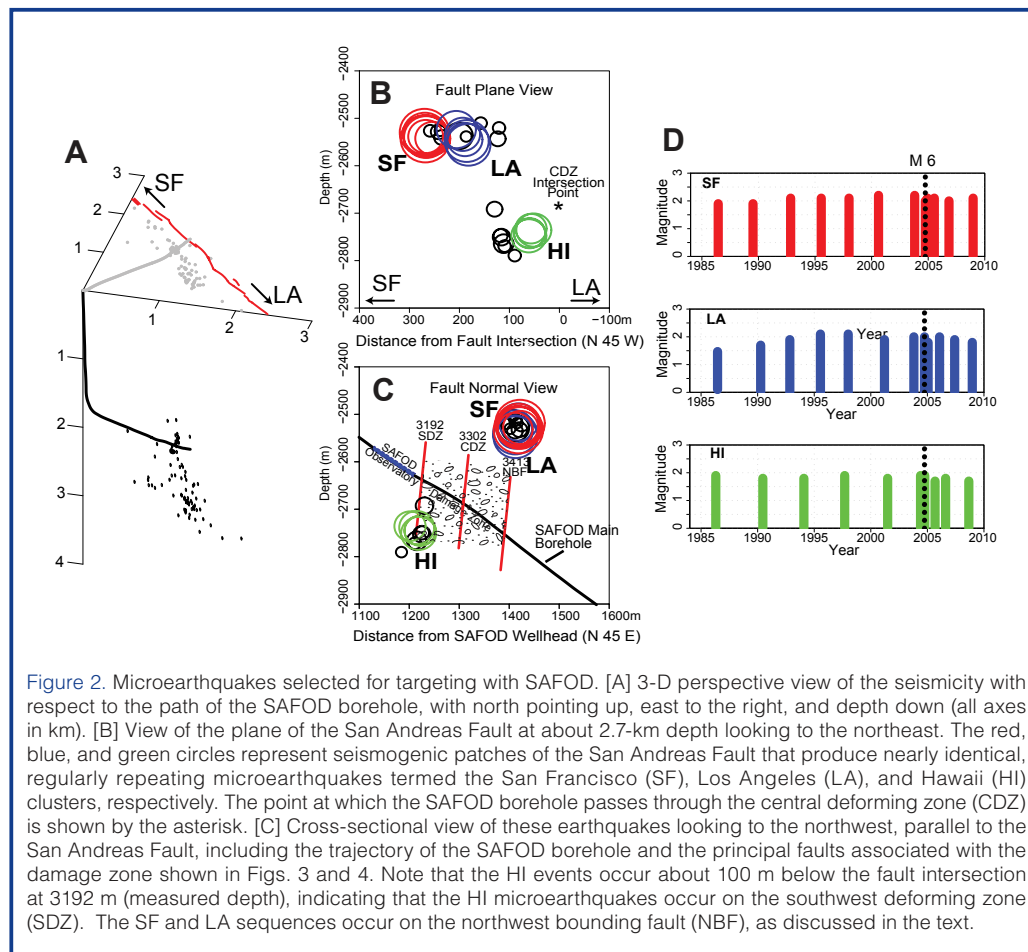 A
3
SF
2
1
LA
1
2
3
1
2
3
4
B
Fault Plane View
−2400
−2500
−2600
−2700
−2800
−2900
Depth (m)
SF
LA
CDZ
Intersection
Point
*
HI
SF
LA
400
300
200
100
0
−100m
Distance from Fault Intersection (N 45 W)
C
Fault Normal View
−2400
−2500
−2600
−2700
−2800
−2900
Depth (m)
SF
LA
3192
SDZ
3302
CDZ
3413
NBF
SAFOD
Observatory
Damage Zone
HI
SAFOD Main
Borehole
1100
1200
1300
1400
1500
1600m
Distance from SAFOD Wellhead (N 45 E)
D
M 6
SF
Magnitude
0 1 2 3
1985 1990 1995 2000 2005 2010
LA
Magnitude
0 1 2 3
Year
1985 1990 1995 2000 2005 2010
Year
HI
Magnitude
0 1 2 3
1985 1990 1995 2000 2005 2010
Year
Figure 2. Microearthquakes selected for targeting with SAFOD. [A] 3-D perspective view of the seismicity with
respect to the path of the SAFOD borehole, with north pointing up, east to the right, and depth down (all axes
in km). [B] View of the plane of the San Andreas Fault at about 2.7-km depth looking to the northeast. The red,
blue, and green circles represent seismogenic patches of the San Andreas Fault that produce nearly identical,
regularly repeating microearthquakes termed the San Francisco (SF), Los Angeles (LA), and Hawaii (HI)
clusters, respectively. The point at which the SAFOD borehole passes through the central deforming zone (CDZ)
is shown by the asterisk. [C] Cross-sectional view of these earthquakes looking to the northwest, parallel to the
San Andreas Fault, including the trajectory of the SAFOD borehole and the principal faults associated with the
damage zone shown in Figs. 3 and 4. Note that the HI events occur about 100 m below the fault intersection
at 3192 m (measured depth), indicating that the HI microearthquakes occur on the southwest deforming zone
(SDZ). The SF and LA sequences occur on the northwest bounding fault (NBF), as discussed in the text.